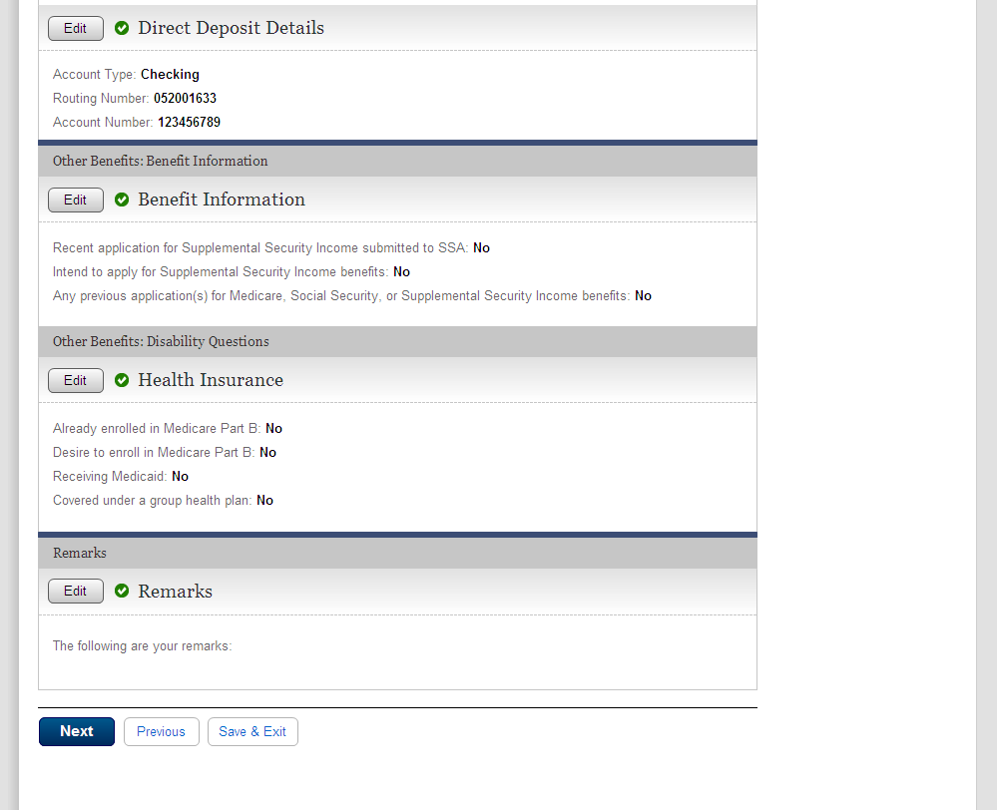 Edit Direct Deposit Details
Account Type: Checking
Routing Number: 052001633
Account Number: 123456789
Other Benefits: Benefit Information
Edit Benefit Information
Recent application for Supplemental Security Income submitted to SSA: No
Intend to apply for Supplemental Security Income benefits: No
Any previous application(s) for Medicare, Social Security, or Supplemental Security Income benefits: No
Other Benefits: Disability Questions
Edit Health Insurance
Already enrolled in Medicare Part B: No
Desire to enroll in Medicare Part B: No
Receiving Medicaid: No
Covered under a group health plan: No
Remarks
Edit Remarks
The following are your remarks:
Next Previous Save & Exit